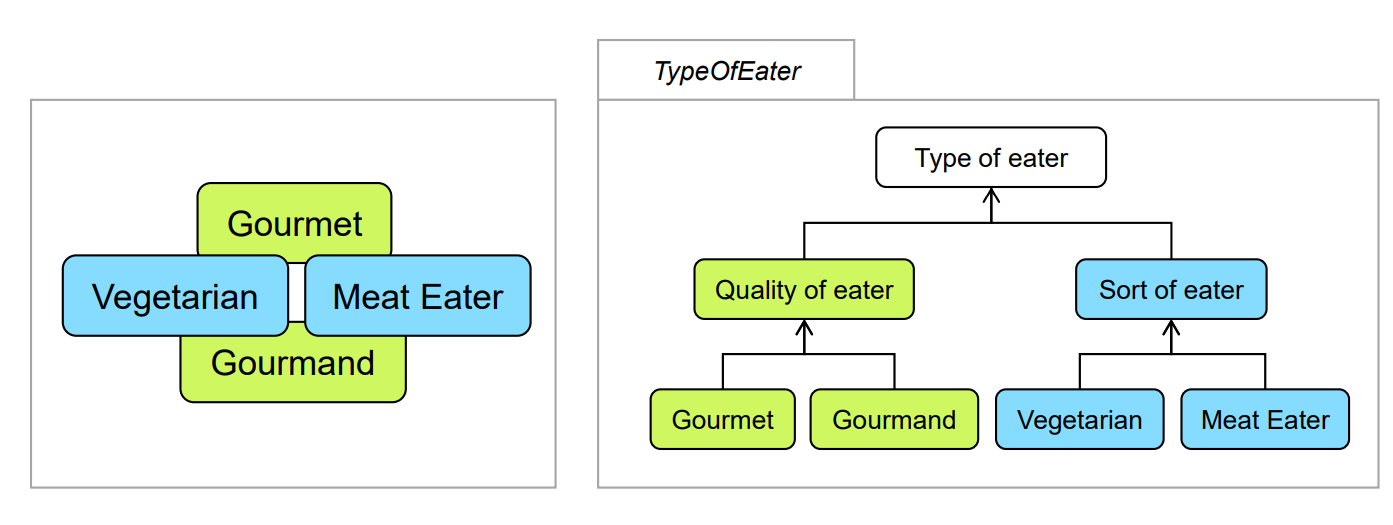 Gourmet
Vegetarian
Meat Eater
Gourmand
TypeOfEater
Type of eater
Quality of eater
Sort of eater
Gourmet
Gourmand
Vegetarian
Meat Eater